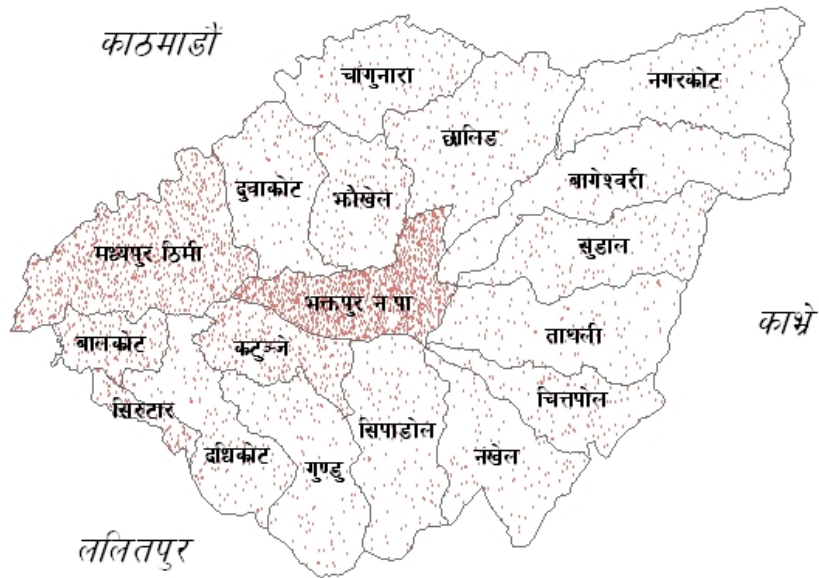 काठमाडौं
चागुनारा
नगरकोट
छालिड
दुवाकोट
झौखेल
बागेश्वरी
मध्यपुर ठिमी
सुडाल
भक्तपुर न पा
काभ्रे
बालकोट
कटुञ्जे
ताथली
सिरुटार
चित्तपोल
सिपाडोल
दधिकोट
गुण्डु
नखेल
ललितपुर